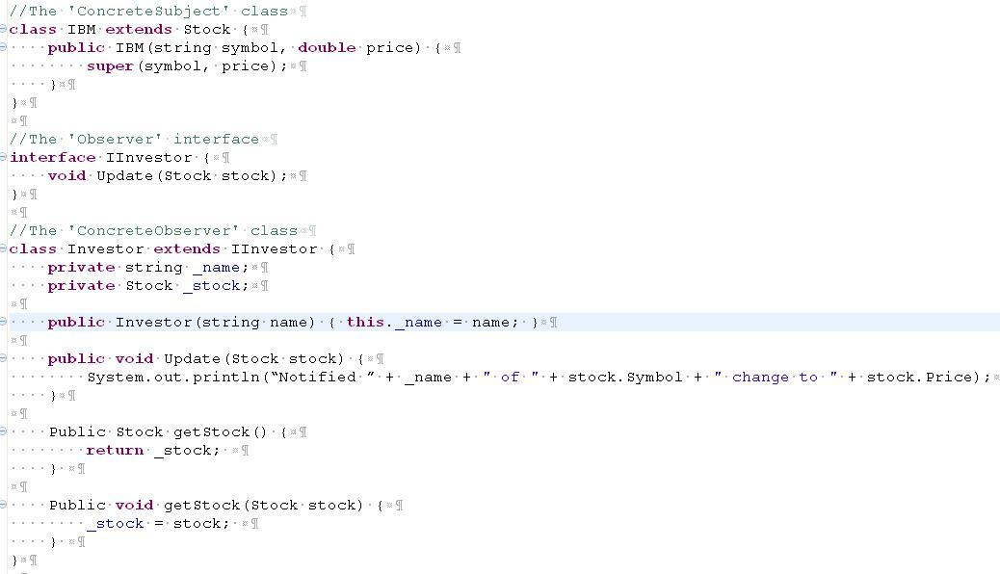 //The 'ConcreteSubject' class
class IBM extends Stock {
    public IBM(string symbol, double price) {
        super(symbol, price);
    }
}

//The 'Observer' interface
interface IInvestor {
    void Update(Stock stock);
}

//The 'ConcreteObserver' class
class Investor extends IInvestor {
    private string _name;
    private Stock _stock;

    public Investor(string name) { this._name = name; }

    public void Update(Stock stock) {
        System.out.println(“Notified ” + _name + " of " + stock.Symbol + " change to " + stock.Price);
    }

    Public Stock getStock() {
        return _stock;
    }

    Public void getStock(Stock stock) {
        _stock = stock;
    }
}